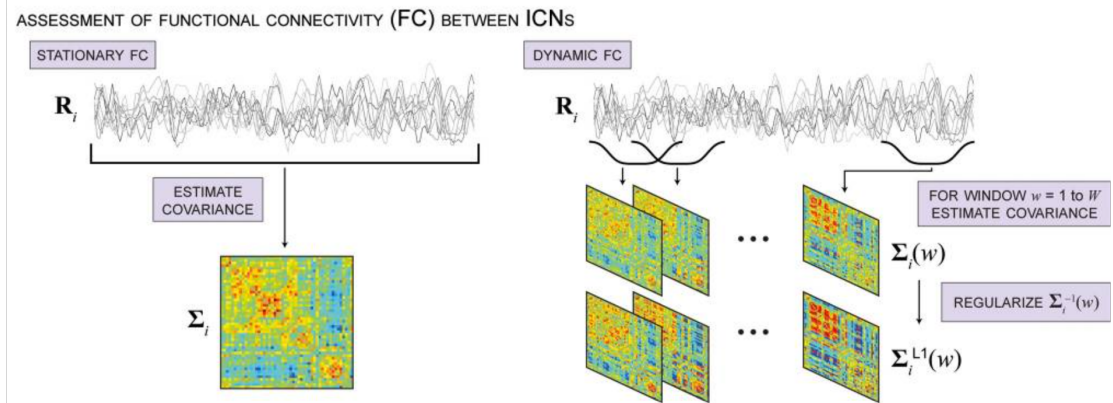 ASSESSMENT OF FUNCTIONAL CONNECTIVITY (FC) BETWEEN ICNs
STATIONARY FC
R_i
ESTIMATE
COVARIANCE
Σ_i
DYNAMIC FC
R_i
FOR WINDOW w = 1 to W
ESTIMATE COVARIANCE
•••
Σ_i(w)
REGULARIZE Σ_i^-1(w)
•••
Σ_i^L1(w)